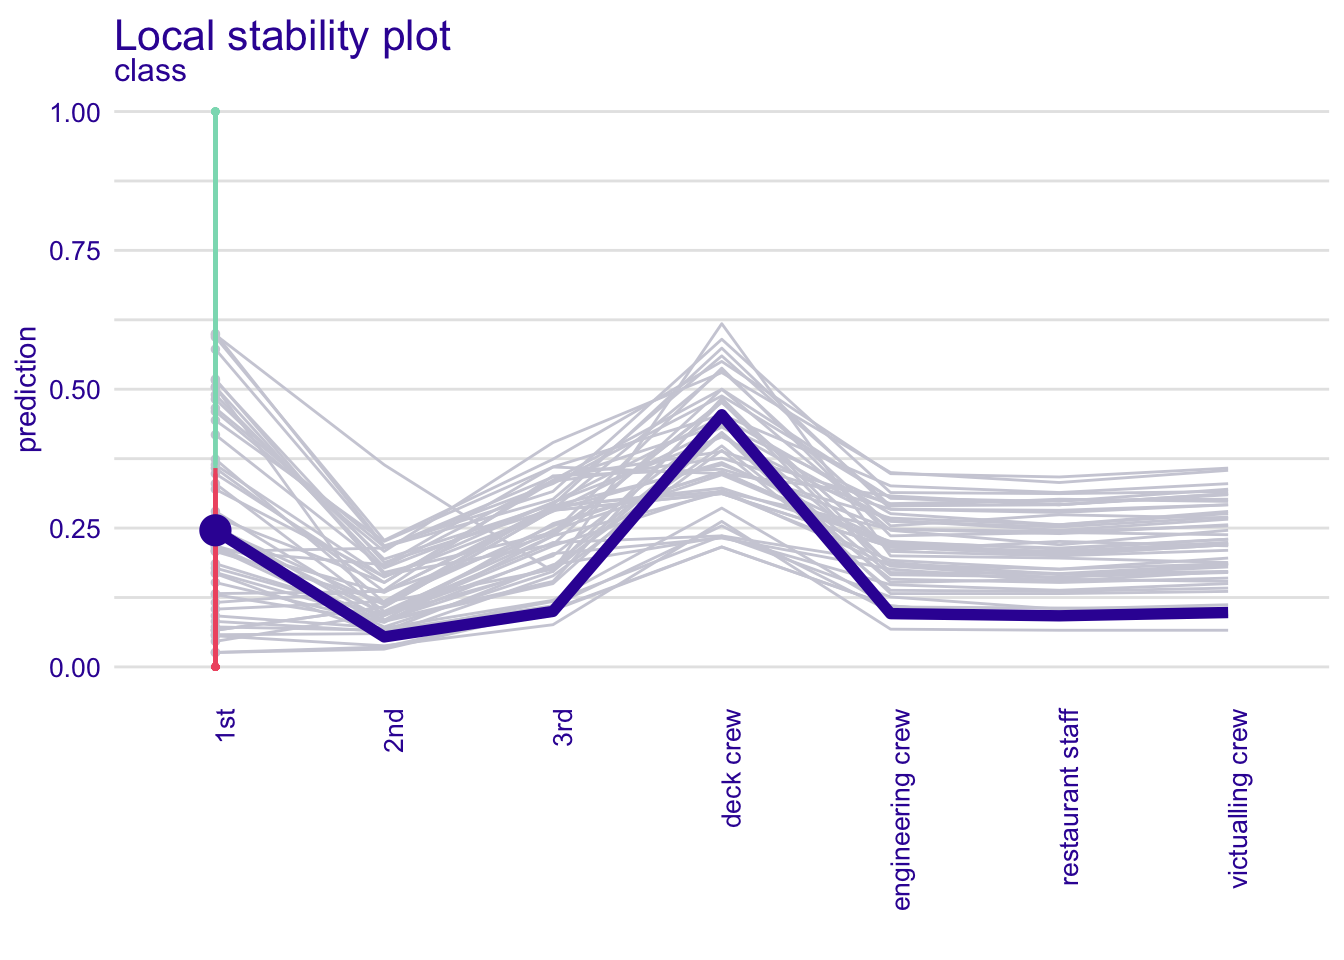 Local stability plot
class
1.00
0.75
0.50
0.25
0.00
prediction
1st
2nd
3rd
deck crew
engineering crew
restaurant staff
victualling crew